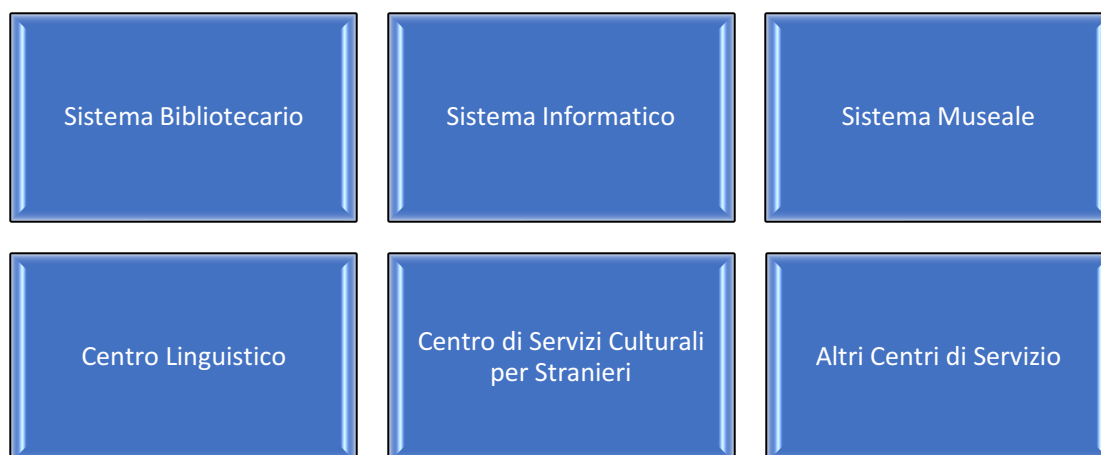 Sistema Bibliotecario
Sistema Informatico
Sistema Museale
Centro Linguistico
Centro di Servizi Culturali
per Stranieri
Altri Centri di Servizio